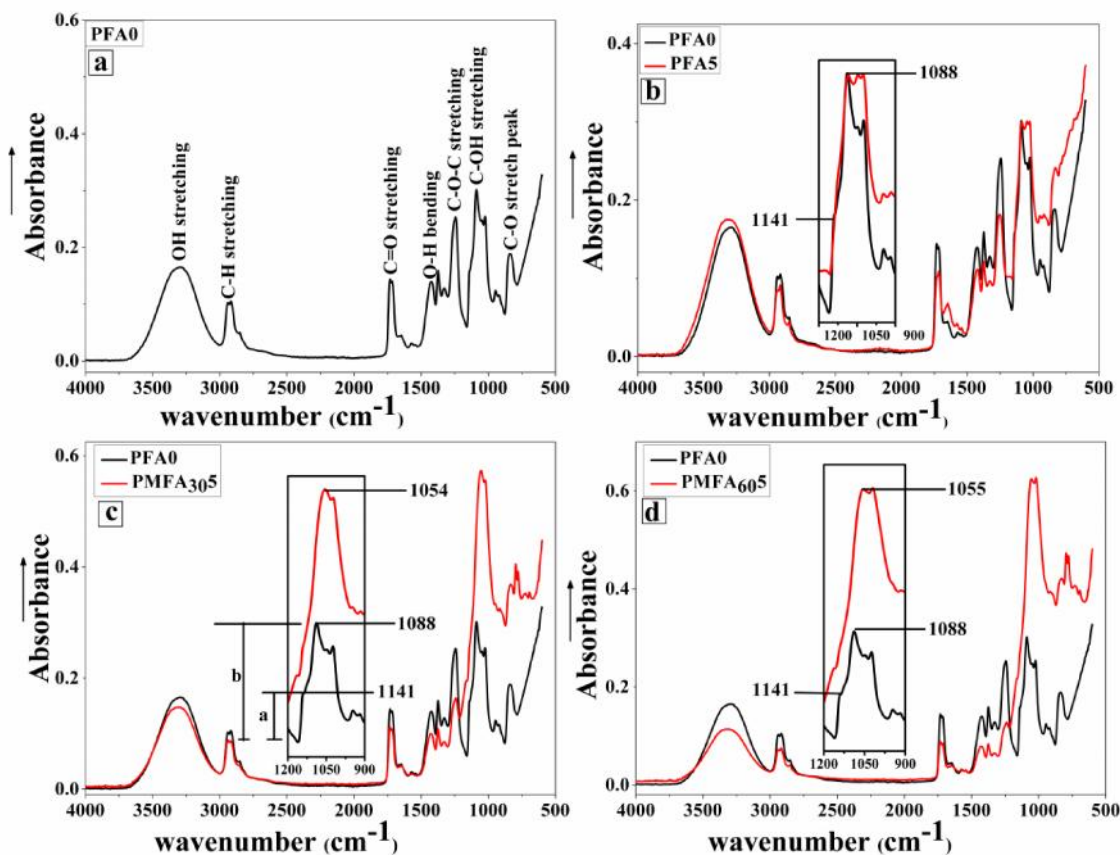 PFA0
a
0.6
0.4
0.2
0.0
Absorbance
OH stretching
C-H stretching
C=O stretching
O-H bending
C-O-C stretching
C-OH stretching
C-O stretch peak
4000 3500 3000 2500 2000 1500 1000 500
wavenumber (cm-1)
PFA0
PFA5
b
0.4
0.2
0.0
Absorbance
1088
1141
1200 1050 900
4000 3500 3000 2500 2000 1500 1000 500
wavenumber (cm-1)
PFA0
PMFA305
c
0.6
0.4
0.2
0.0
Absorbance
1054
1088
1141
b
a
1200 1050 900
4000 3500 3000 2500 2000 1500 1000 500
wavenumber (cm-1)
PFA0
PMFA605
d
0.6
0.4
0.2
0.0
Absorbance
1055
1088
1141
1200 1050 900
4000 3500 3000 2500 2000 1500 1000 500
wavenumber (cm-1)